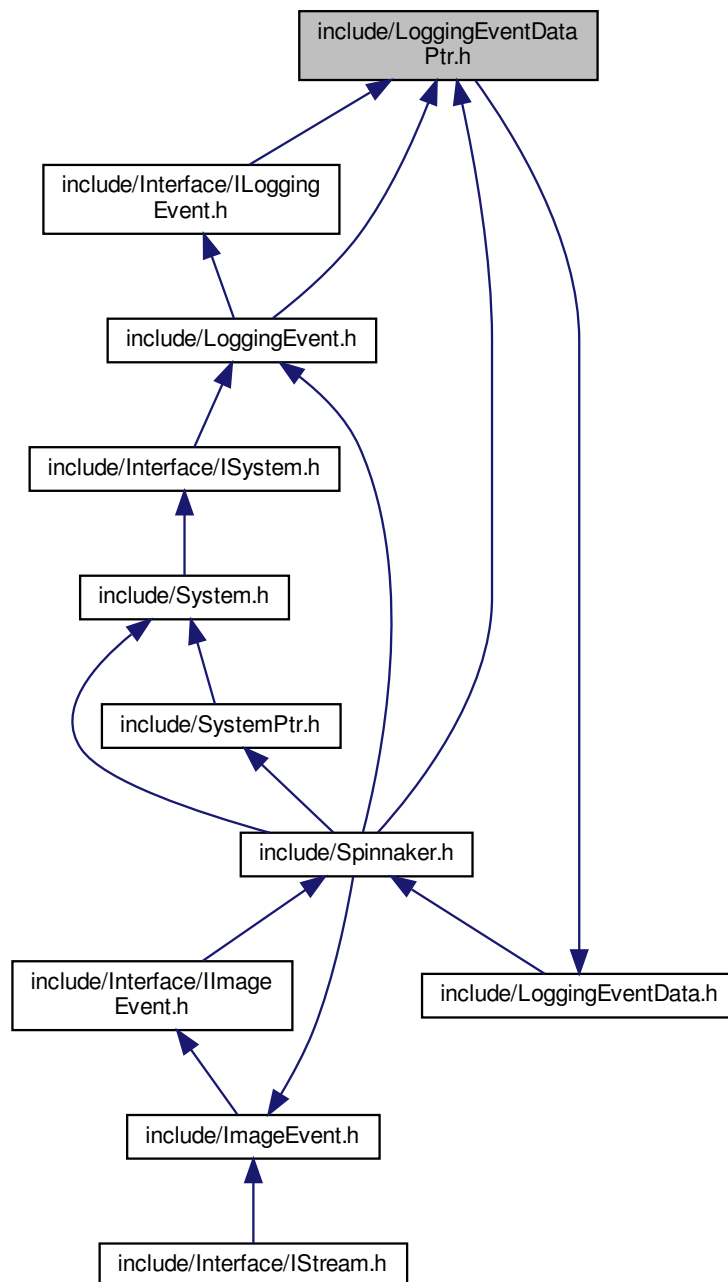 include/LoggingEventData
Ptr.h
include/Interface/ILogging
Event.h
include/LoggingEvent.h
include/Interface/ISystem.h
include/System.h
include/SystemPtr.h
include/Spinnaker.h
include/Interface/IImage
Event.h
include/LoggingEventData.h
include/ImageEvent.h
include/Interface/IStream.h